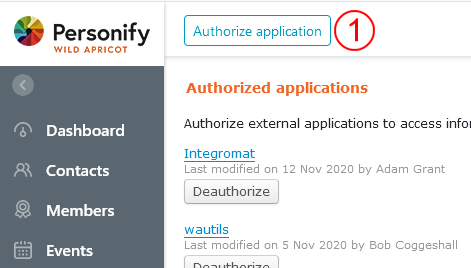 Personify
WILD APRICOT
Authorize application
1
Authorized applications
Authorize external applications to access
Dashboard
Contacts
Members
Events
Integromat
Last modified on 12 Nov 2020 by Adam Grant
Deauthorize
wautils
Last modified on 5 Nov 2020 by Bob Coggeshall
Deauthorize